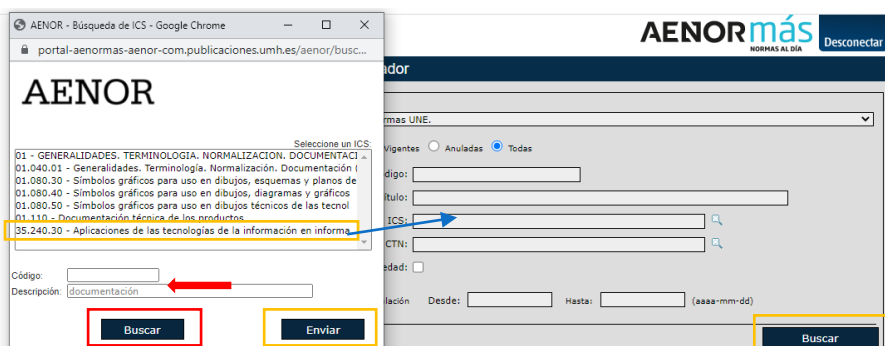 AENOR - Búsqueda de ICS - Google Chrome
portal-aenormas-aenor-com.publicaciones.umh.es/aenor/busc...
AENOR
Seleccione un ICS:
01 - GENERALIDADES. TERMINOLOGIA. NORMALIZACION. DOCUMENTACI
01.040.01 - Generalidades. Terminología. Normalización. Documentación (
01.080.30 - Símbolos gráficos para uso en dibujos, esquemas y planos de
01.080.40 - Símbolos gráficos para uso en dibujos, diagramas y gráficos
01.080.50 - Símbolos gráficos para uso en dibujos técnicos de las tecnol
01.110 - Documentación técnica de los productos
35.240.30 - Aplicaciones de las tecnologías de la información en informa
Código:
Descripción: documentación
Buscar Enviar
AENORmás
NORMAS AL DÍA
Desconectar
ador
rmas UNE.
Vigentes Anuladas Todas
digo:
ítulo:
ICS:
CTN:
edad:
lación Desde: Hasta: (aaaa-mm-dd)
Buscar